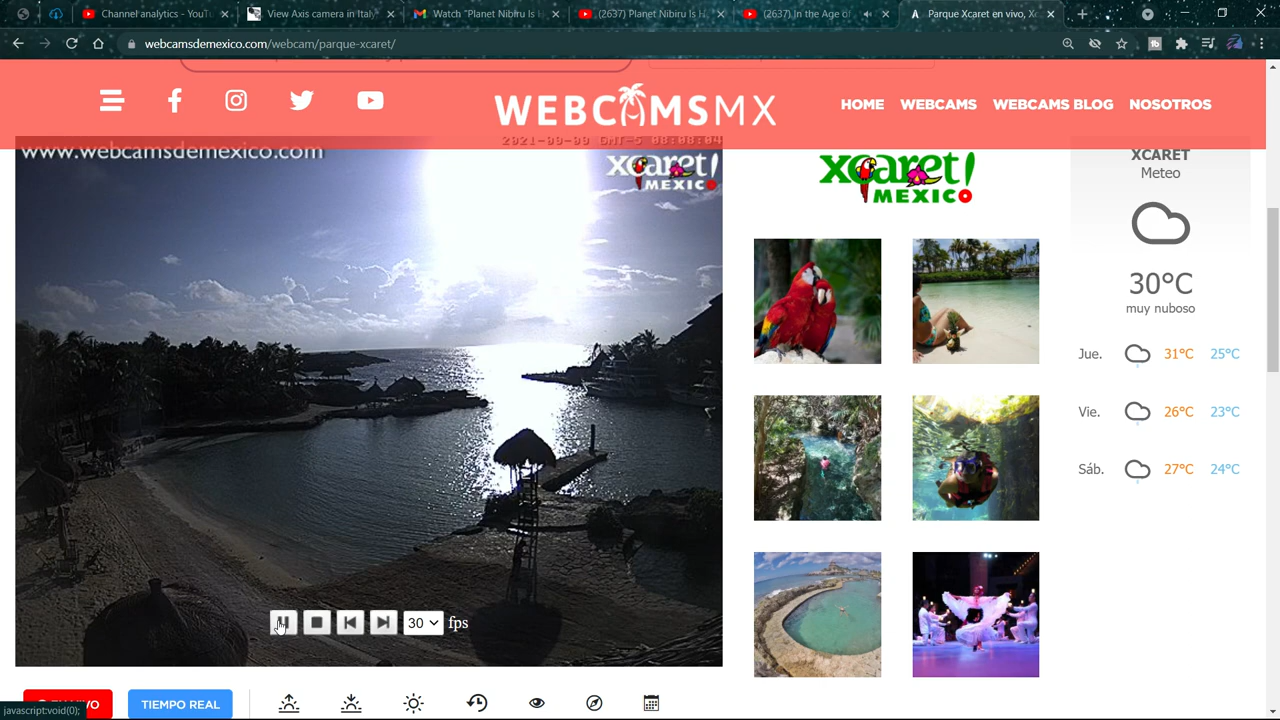 Channel analytics - YouTu
View Axis camera in Italy,
Watch "Planet Nibiru Is H
(2637) Planet Nibiru Is H
(2637) In the Age of
Parque Xcaret en vivo, Xc
webcamsdemexico.com/webcam/parque-xcaret/
WEBCAMSMX
HOME
WEBCAMS
WEBCAMS BLOG
NOSOTROS
www.webcamsdemexico.com
xcaret!
MEXICO
xcaret!
MEXICO
XCARET
Meteo
30°C
muy nuboso
Jue. 31°C 25°C
Vie. 26°C 23°C
Sáb. 27°C 24°C
30 fps
TIEMPO REAL
javascript:void(0);